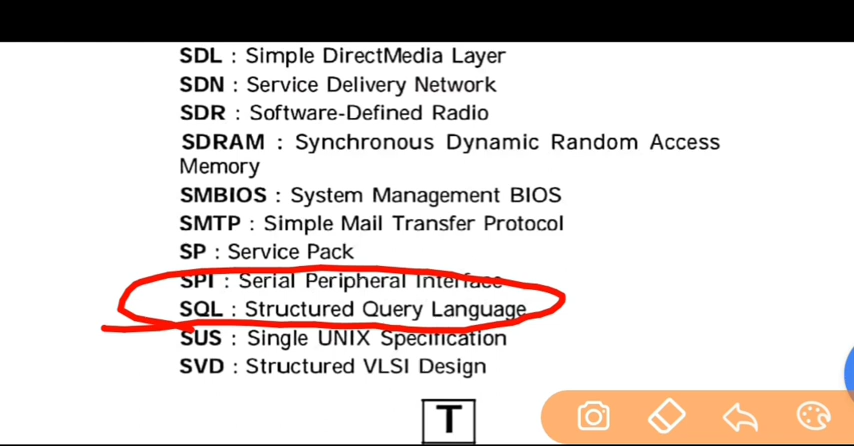 SDL : Simple DirectMedia Layer
SDN : Service Delivery Network
SDR : Software-Defined Radio
SDRAM : Synchronous Dynamic Random Access
Memory
SMBIOS : System Management BIOS
SMTP : Simple Mail Transfer Protocol
SP : Service Pack
SPI : Serial Peripheral Interface
SQL : Structured Query Language
SUS : Single UNIX Specification
SVD : Structured VLSI Design
T